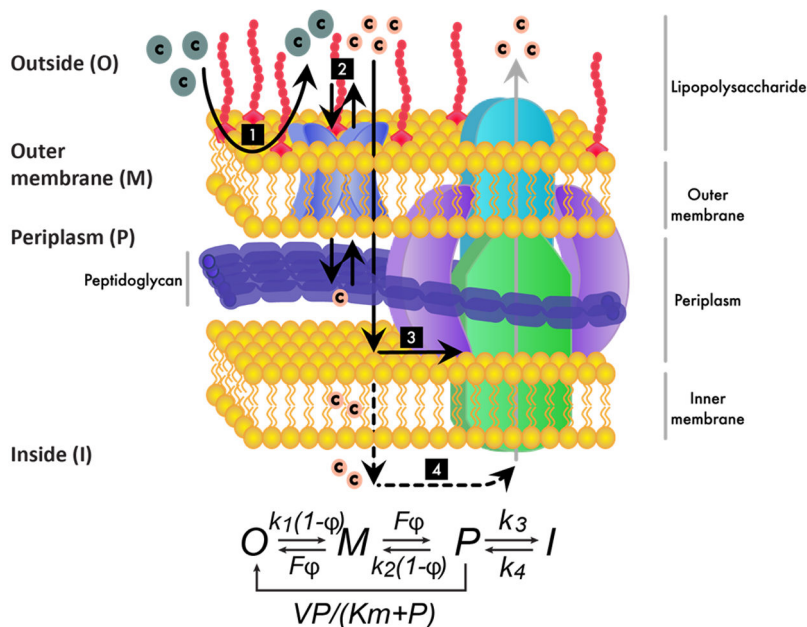 c c c c c c c c c c c c
Outside (O)
2
Lipopolysaccharide
1
Outer
membrane (M)
Outer
membrane
Periplasm (P)
Peptidoglycan
c
Periplasm
3
c c
Inner
membrane
Inside (I)
c c
4
O k1(1-φ) Fφ M Fφ k2(1-φ) P k3 k4 I
VP/(Km+P)